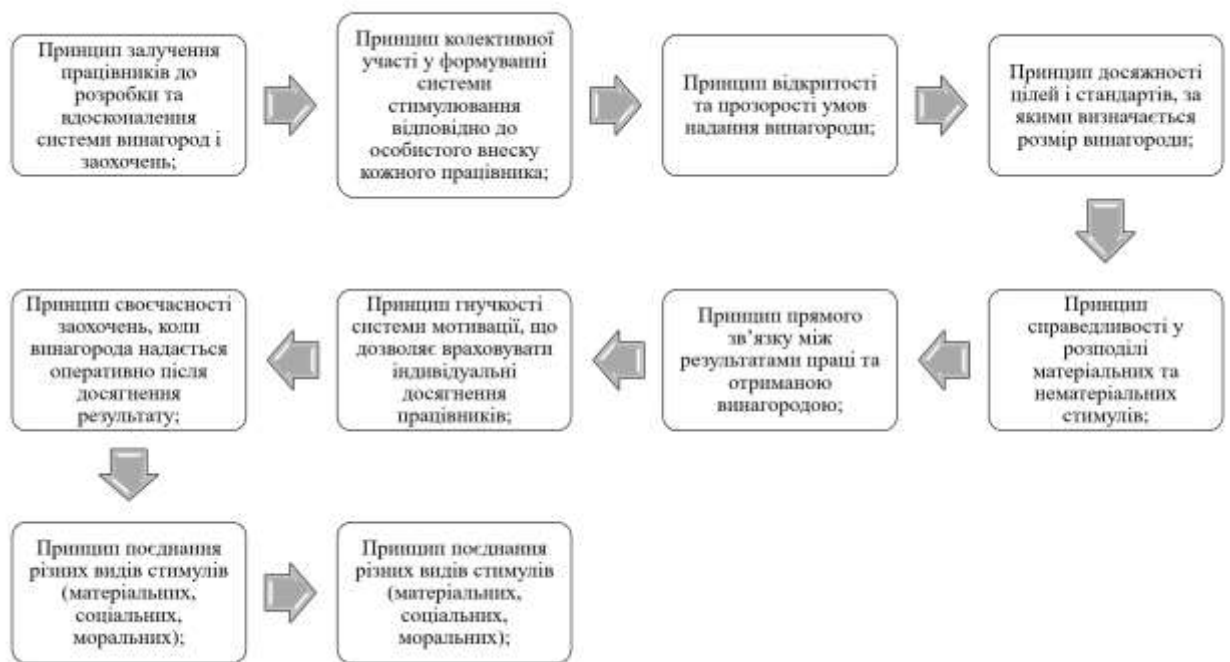 Принцип залучення
працівників до
розробки та
вдосконалення
системи винагород і
заохочень;
Принцип колективної
участі у формуванні
системи
стимулювання
відповідно до
особистого внеску
кожного працівника;
Принцип відкритості
та прозорості умов
надання винагороди;
Принцип досяжності
цілей і стандартів, за
якими визначається
розмір винагороди;
Принцип
справедливості у
розподілі
матеріальних та
нематеріальних
стимулів;
Принцип прямого
зв’язку між
результатами праці та
отриманою
винагородою;
Принцип гнучкості
системи мотивації, що
дозволяє враховувати
індивідуальні
досягнення
працівників;
Принцип своєчасності
заохочень, коли
винагорода надається
оперативно після
досягнення
результату;
Принцип поєднання
різних видів стимулів
(матеріальних,
соціальних,
моральних);
Принцип поєднання
різних видів стимулів
(матеріальних,
соціальних,
моральних);